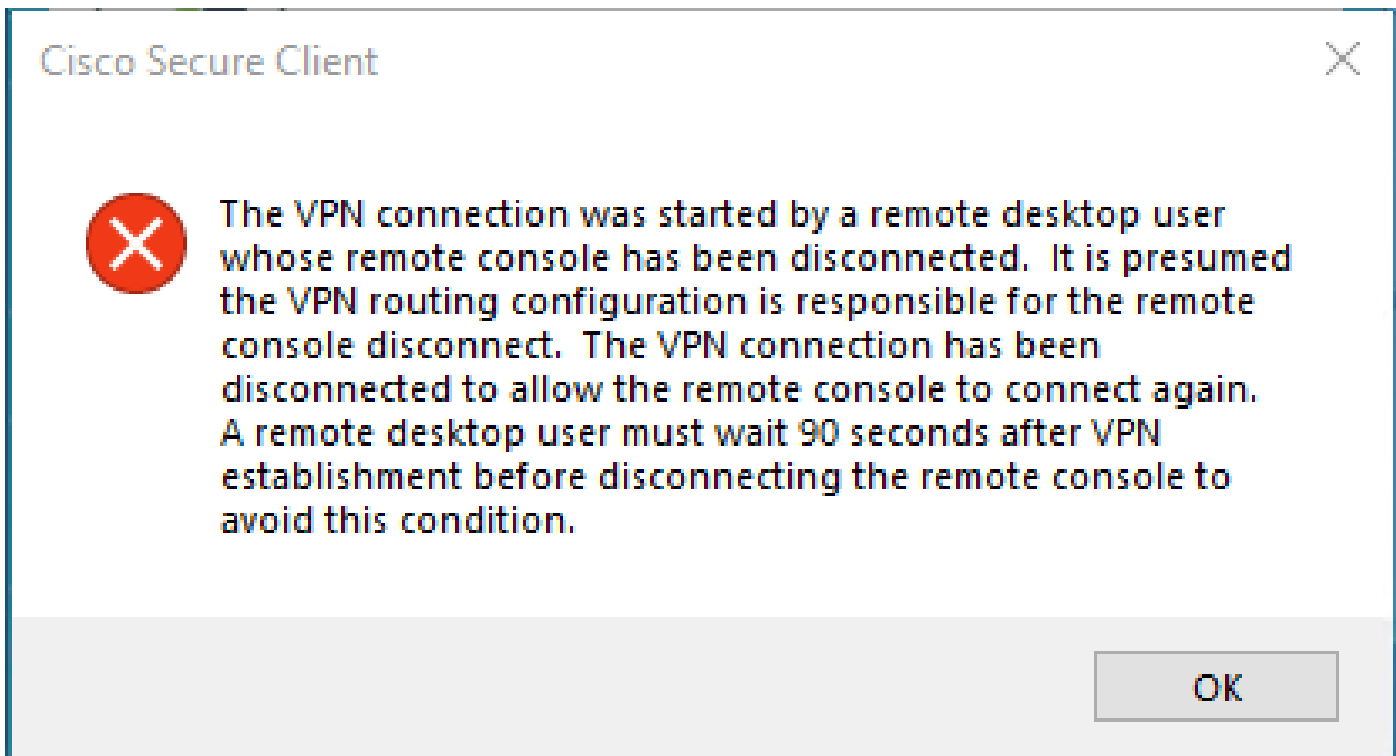 Cisco Secure Client
The VPN connection was started by a remote desktop user
whose remote console has been disconnected.  It is presumed
the VPN routing configuration is responsible for the remote
console disconnect.  The VPN connection has been
disconnected to allow the remote console to connect again.
A remote desktop user must wait 90 seconds after VPN
establishment before disconnecting the remote console to
avoid this condition.
OK